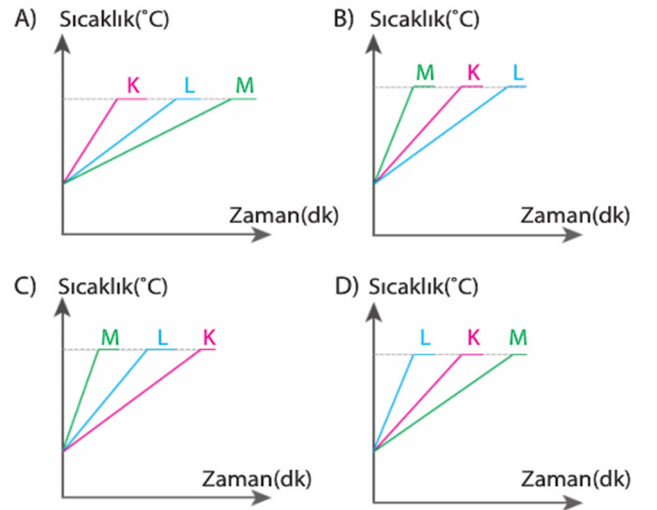 A) Sıcaklık(°C)
K L M
Zaman(dk)
B) Sıcaklık(°C)
M K L
Zaman(dk)
C) Sıcaklık(°C)
M L K
Zaman(dk)
D) Sıcaklık(°C)
L K M
Zaman(dk)